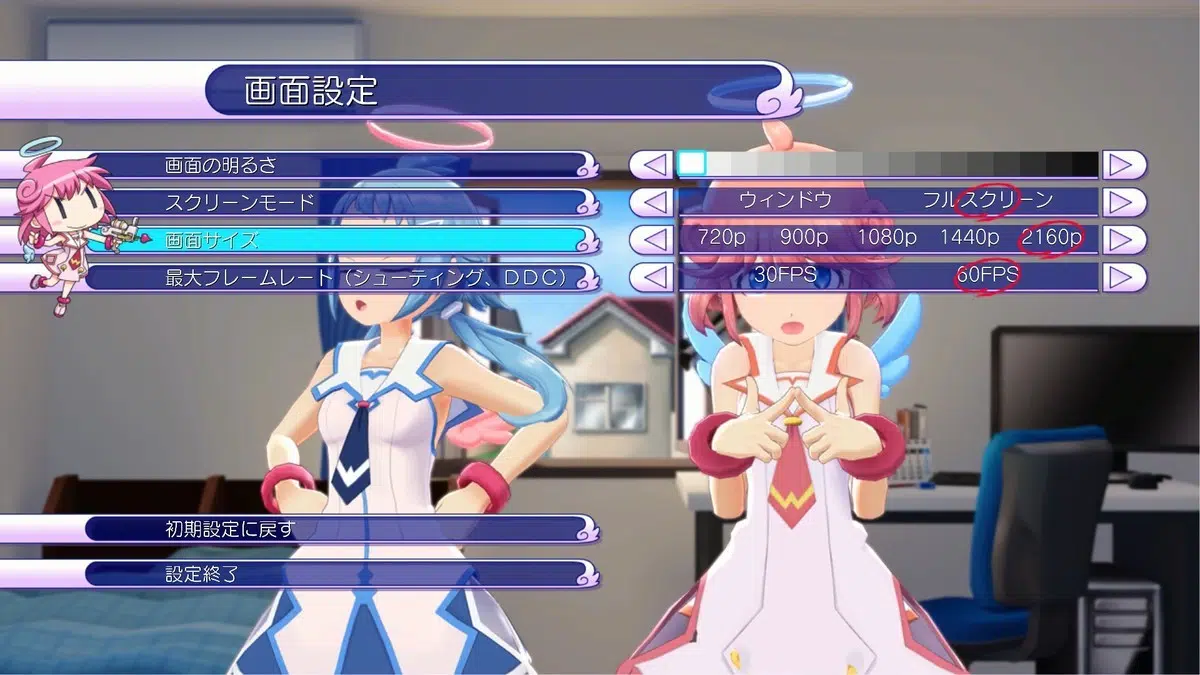 画面設定
画面の明るさ
スクリーンモード ウィンドウ フルスクリーン
画面サイズ 720p 900p 1080p 1440p 2160p
最大フレームレート（シューティング、DDC） 30FPS 60FPS
初期設定に戻す
設定終了